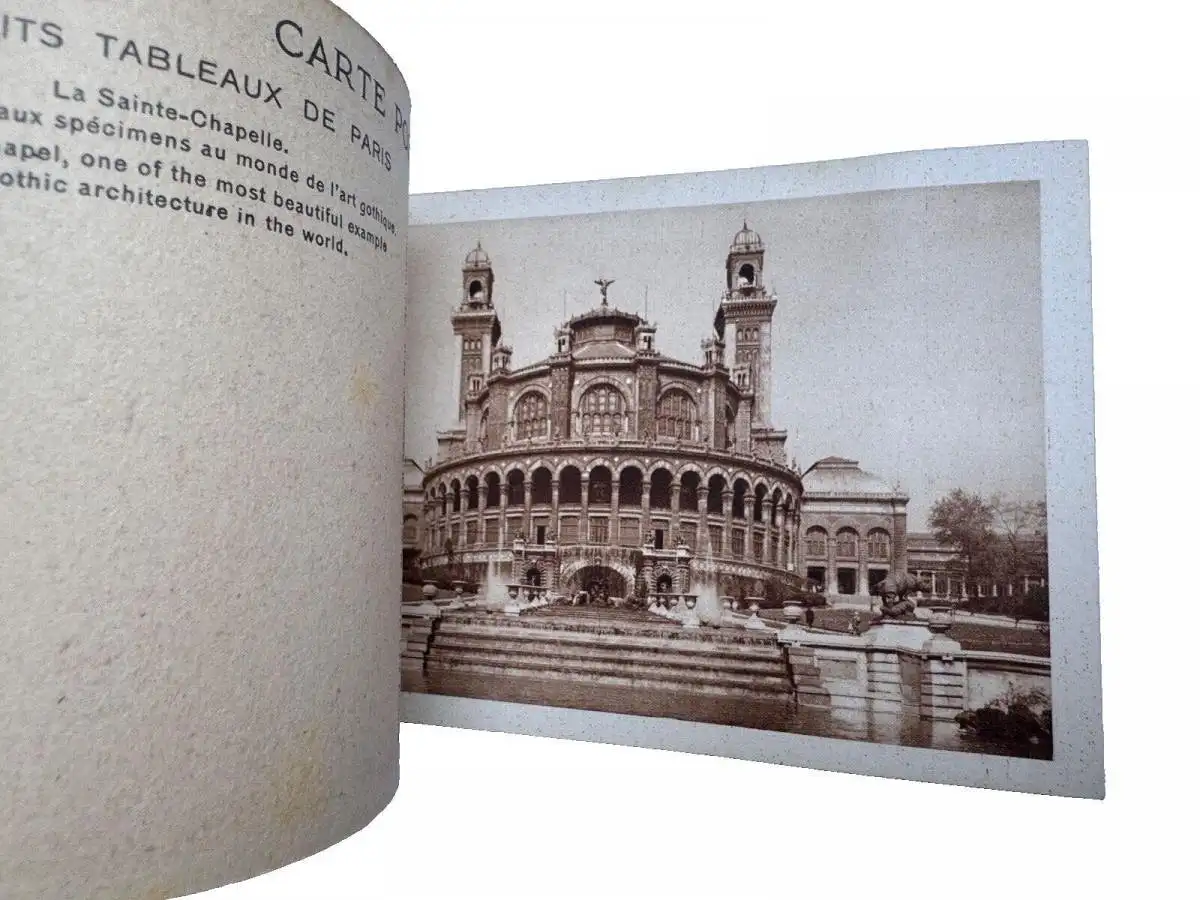 CARTE PO
ITS TABLEAUX DE PARIS
La Sainte-Chapelle.
aux spécimens au monde de l'art gothique.
apel, one of the most beautiful example
othic architecture in the world.